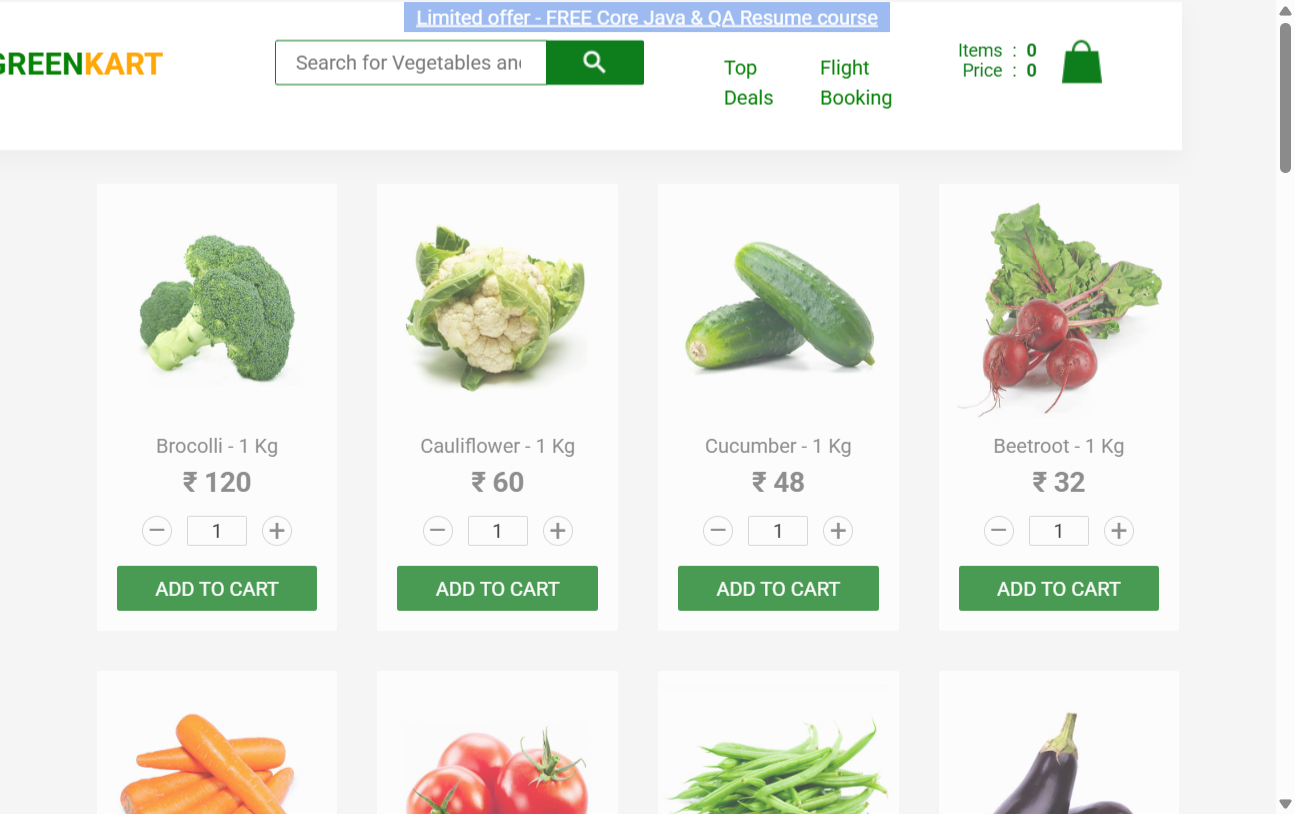 Limited offer - FREE Core Java & QA Resume course
GREENKART
Search for Vegetables an
Top
Deals
Flight
Booking
Items : 0
Price : 0
Brocolli - 1 Kg
₹ 120
1
ADD TO CART
Cauliflower - 1 Kg
₹ 60
1
ADD TO CART
Cucumber - 1 Kg
₹ 48
1
ADD TO CART
Beetroot - 1 Kg
₹ 32
1
ADD TO CART